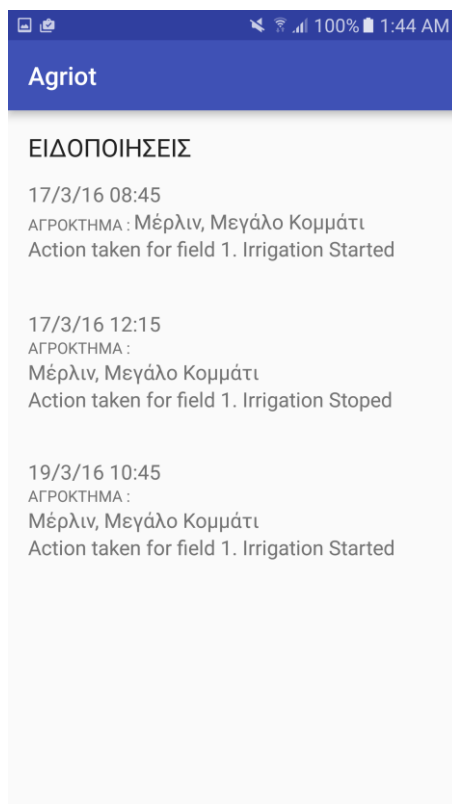 100% 1:44 AM
Agriot
ΕΙΔΟΠΟΙΗΣΕΙΣ
17/3/16 08:45
ΑΓΡΟΚΤΗΜΑ : Μέρλιν, Μεγάλο Κομμάτι
Action taken for field 1. Irrigation Started
17/3/16 12:15
ΑΓΡΟΚΤΗΜΑ :
Μέρλιν, Μεγάλο Κομμάτι
Action taken for field 1. Irrigation Stoped
19/3/16 10:45
ΑΓΡΟΚΤΗΜΑ :
Μέρλιν, Μεγάλο Κομμάτι
Action taken for field 1. Irrigation Started